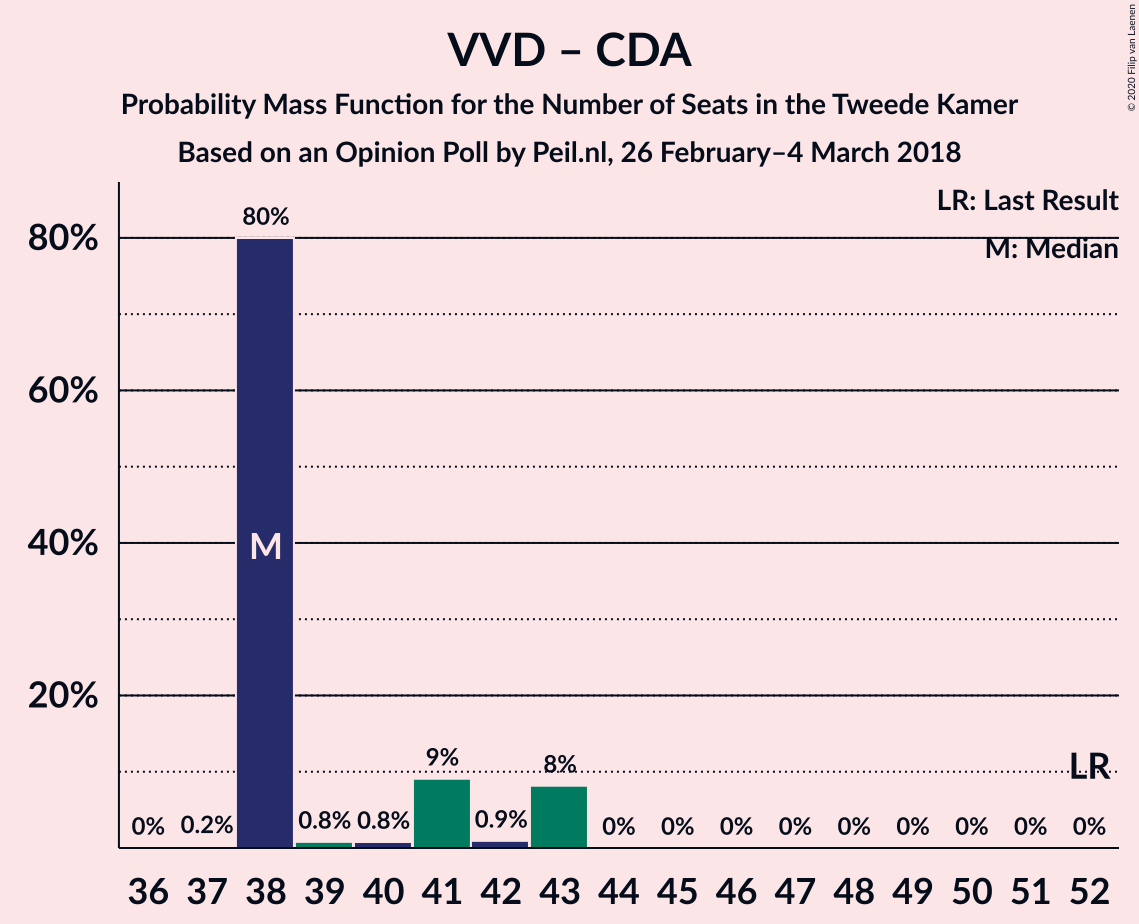 VVD – CDA
Probability Mass Function for the Number of Seats in the Tweede Kamer
Based on an Opinion Poll by Peil.nl, 26 February–4 March 2018
© 2020 Filip van Laenen
LR: Last Result
M: Median
80%
60%
40%
20%
0% 0.2% 80% 0.8% 0.8% 9% 0.9% 8% 0% 0% 0% 0% 0% 0% 0% 0% 0%
M
LR
36 37 38 39 40 41 42 43 44 45 46 47 48 49 50 51 52